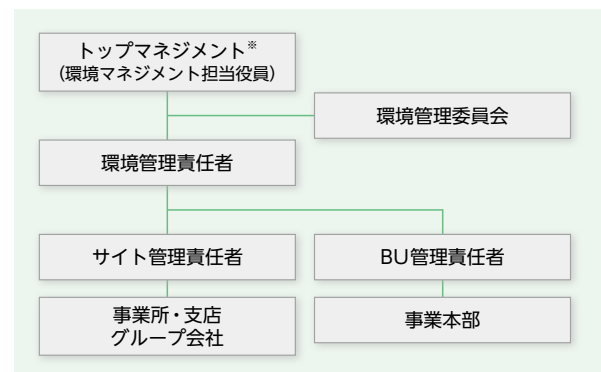 トップマネジメント※
(環境マネジメント担当役員)
環境管理委員会
環境管理責任者
サイト管理責任者
BU管理責任者
事業所・支店
グループ会社
事業本部